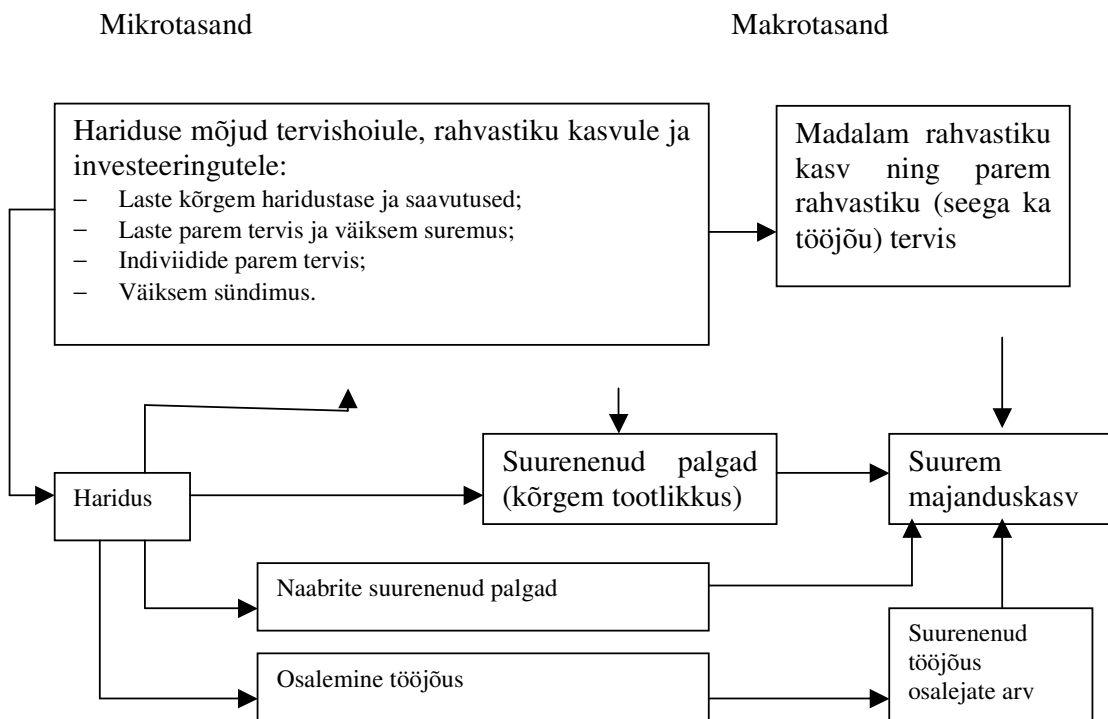 Mikrotasand
Makrotasand
Hariduse mõjud tervishoiule, rahvastiku kasvule ja
investeeringutele:
− Laste kõrgem haridustase ja saavutused;
− Laste parem tervis ja väiksem suremus;
− Indiviidide parem tervis;
− Väiksem sündimus.
Madalam rahvastiku
kasv ning parem
rahvastiku (seega ka
tööjõu) tervis
Haridus
Suurenenud palgad
(kõrgem tootlikkus)
Suurem
majanduskasv
Naabrite suurenenud palgad
Osalemine tööjõus
Suurenenud
tööjõus
osalejate arv